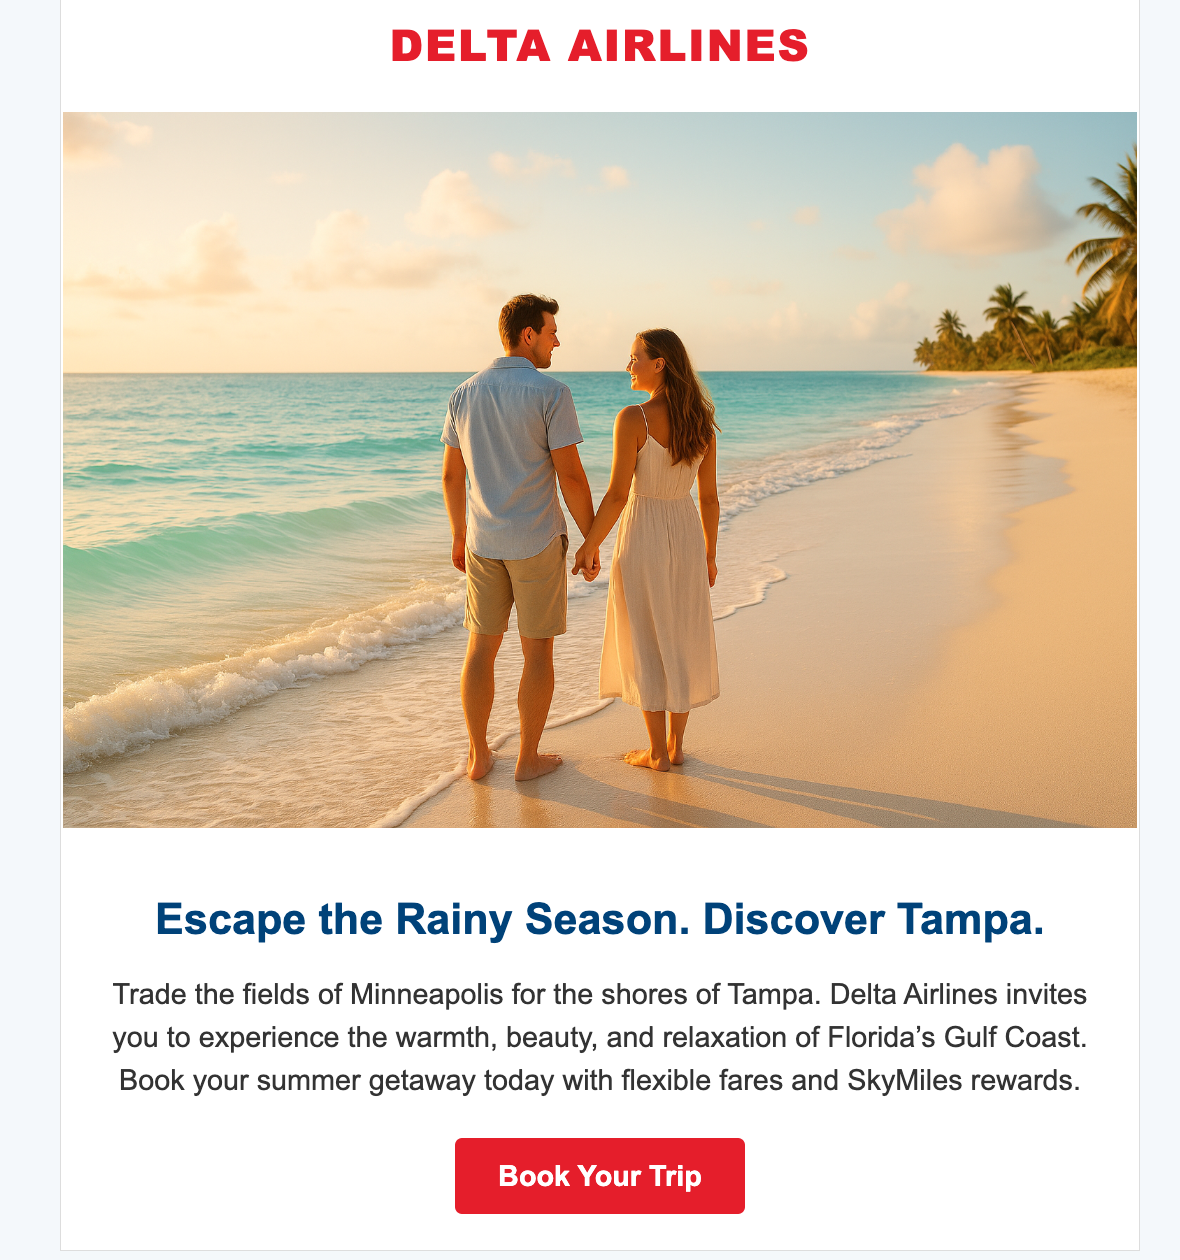 DELTA AIRLINES
Escape the Rainy Season. Discover Tampa.
Trade the fields of Minneapolis for the shores of Tampa. Delta Airlines invites
you to experience the warmth, beauty, and relaxation of Florida’s Gulf Coast.
Book your summer getaway today with flexible fares and SkyMiles rewards.
Book Your Trip